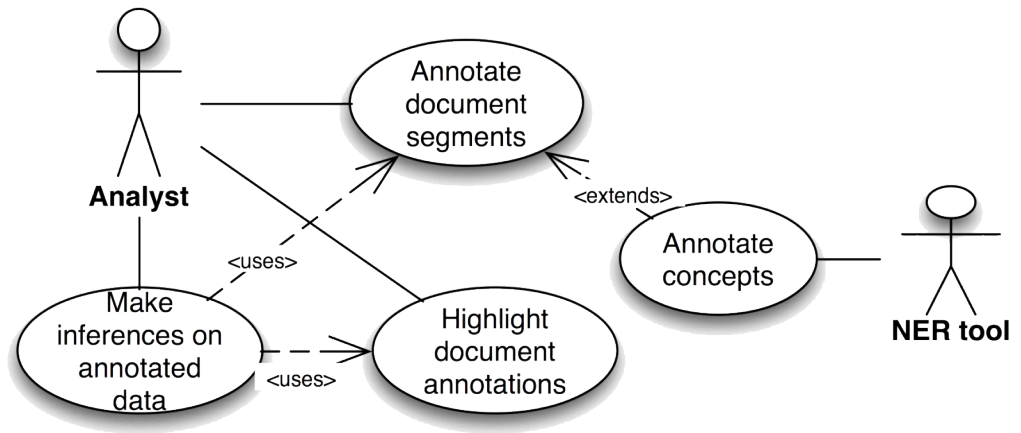 Annotate
document
segments
Analyst
<extends>
Annotate
concepts
NER tool
<uses>
Make
inferences on
annotated
data
<uses>
Highlight
document
annotations